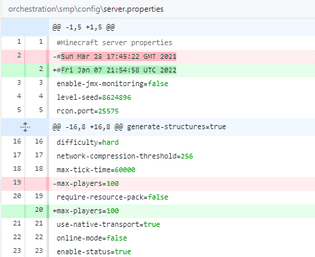 orchestration\smp\config\server.properties
@@ -1,5 +1,5 @@
1 1 #Minecraft server properties
2 -#Sun Mar 28 17:45:22 GMT 2021
2 +#Fri Jan 07 21:54:58 UTC 2022
3 3 enable-jmx-monitoring=false
4 4 level-seed=8624896
5 5 rcon.port=25575
@@ -16,8 +16,8 @@ generate-structures=true
16 16 difficulty=hard
17 17 network-compression-threshold=256
18 18 max-tick-time=60000
19 -max-players=100
20 19 require-resource-pack=false
20 +max-players=100
21 21 use-native-transport=true
22 22 online-mode=false
23 23 enable-status=true